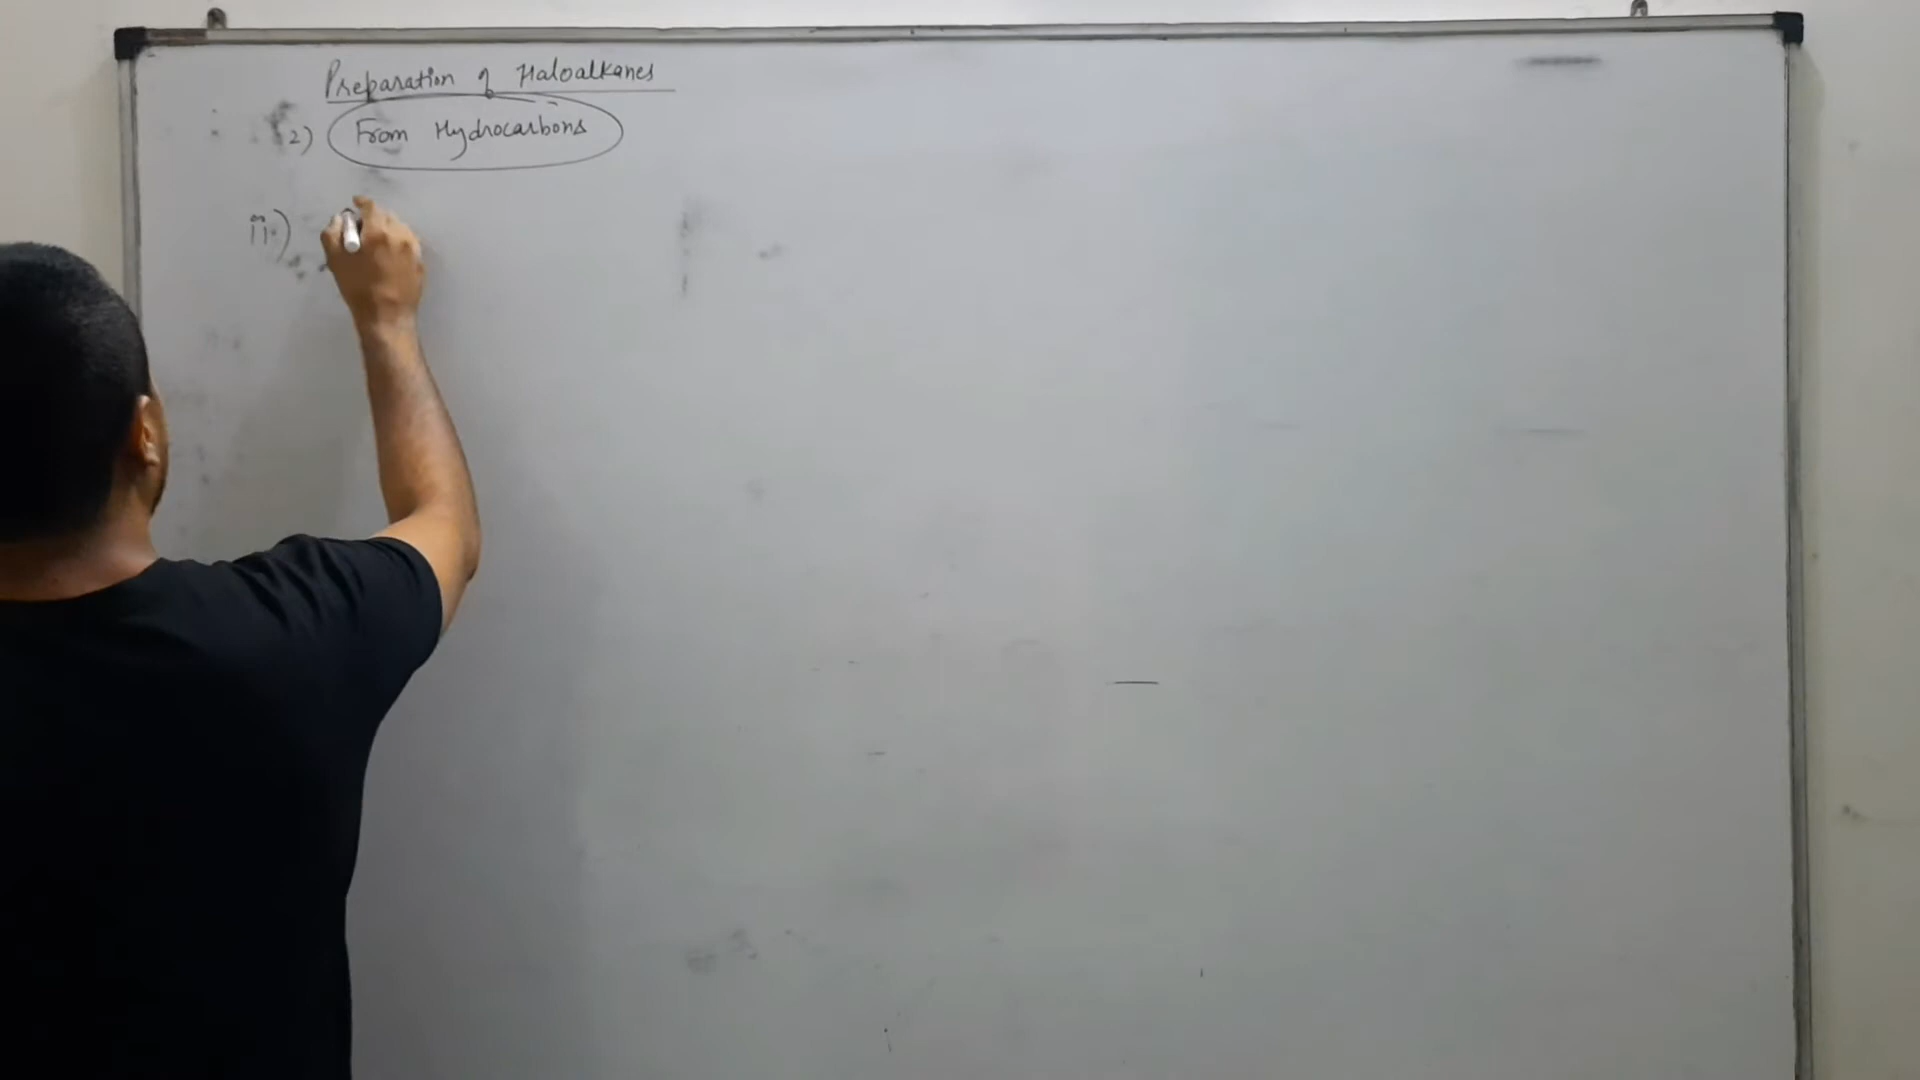 Preparation of Haloalkanes
2) From Hydrocarbons
ii)